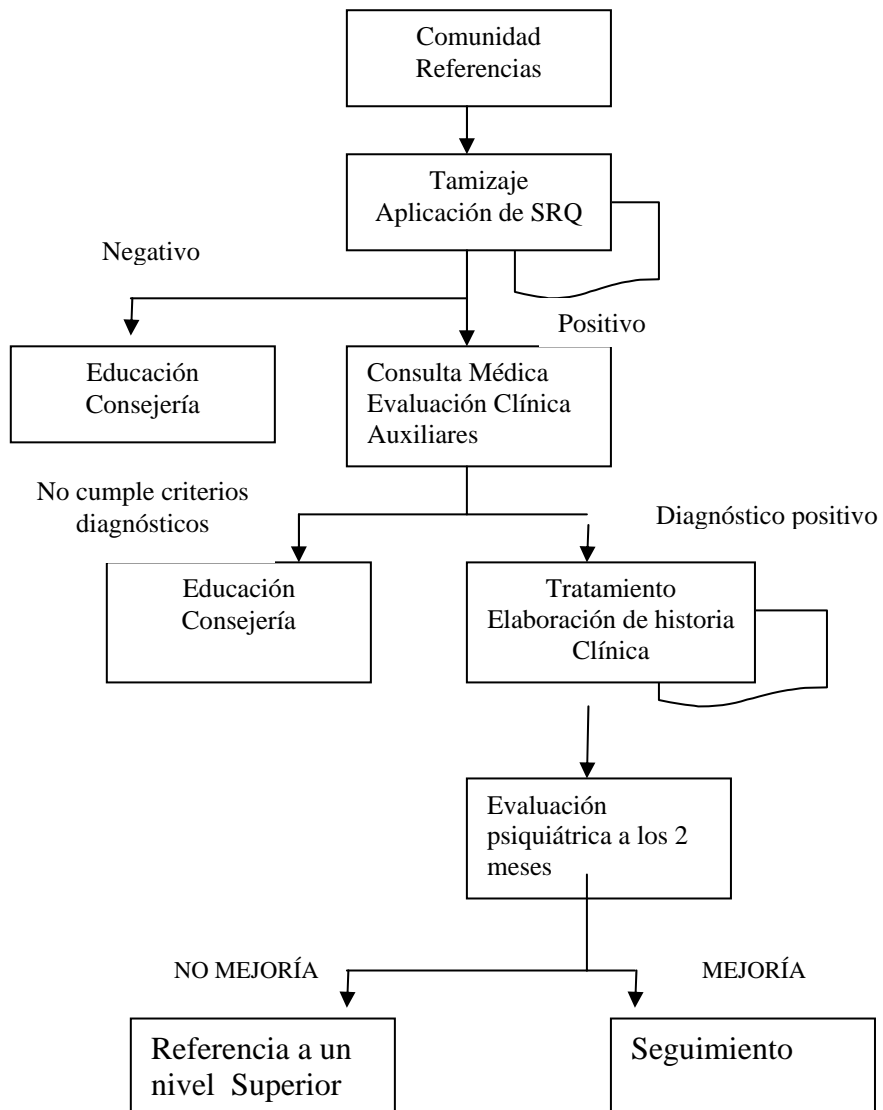 Comunidad
Referencias
Tamizaje
Aplicación de SRQ
Negativo
Positivo
Educación
Consejería
Consulta Médica
Evaluación Clínica
Auxiliares
No cumple criterios
diagnósticos
Diagnóstico positivo
Educación
Consejería
Tratamiento
Elaboración de historia
Clínica
Evaluación
psiquiátrica a los 2
meses
NO MEJORÍA
MEJORÍA
Referencia a un
nivel Superior
Seguimiento